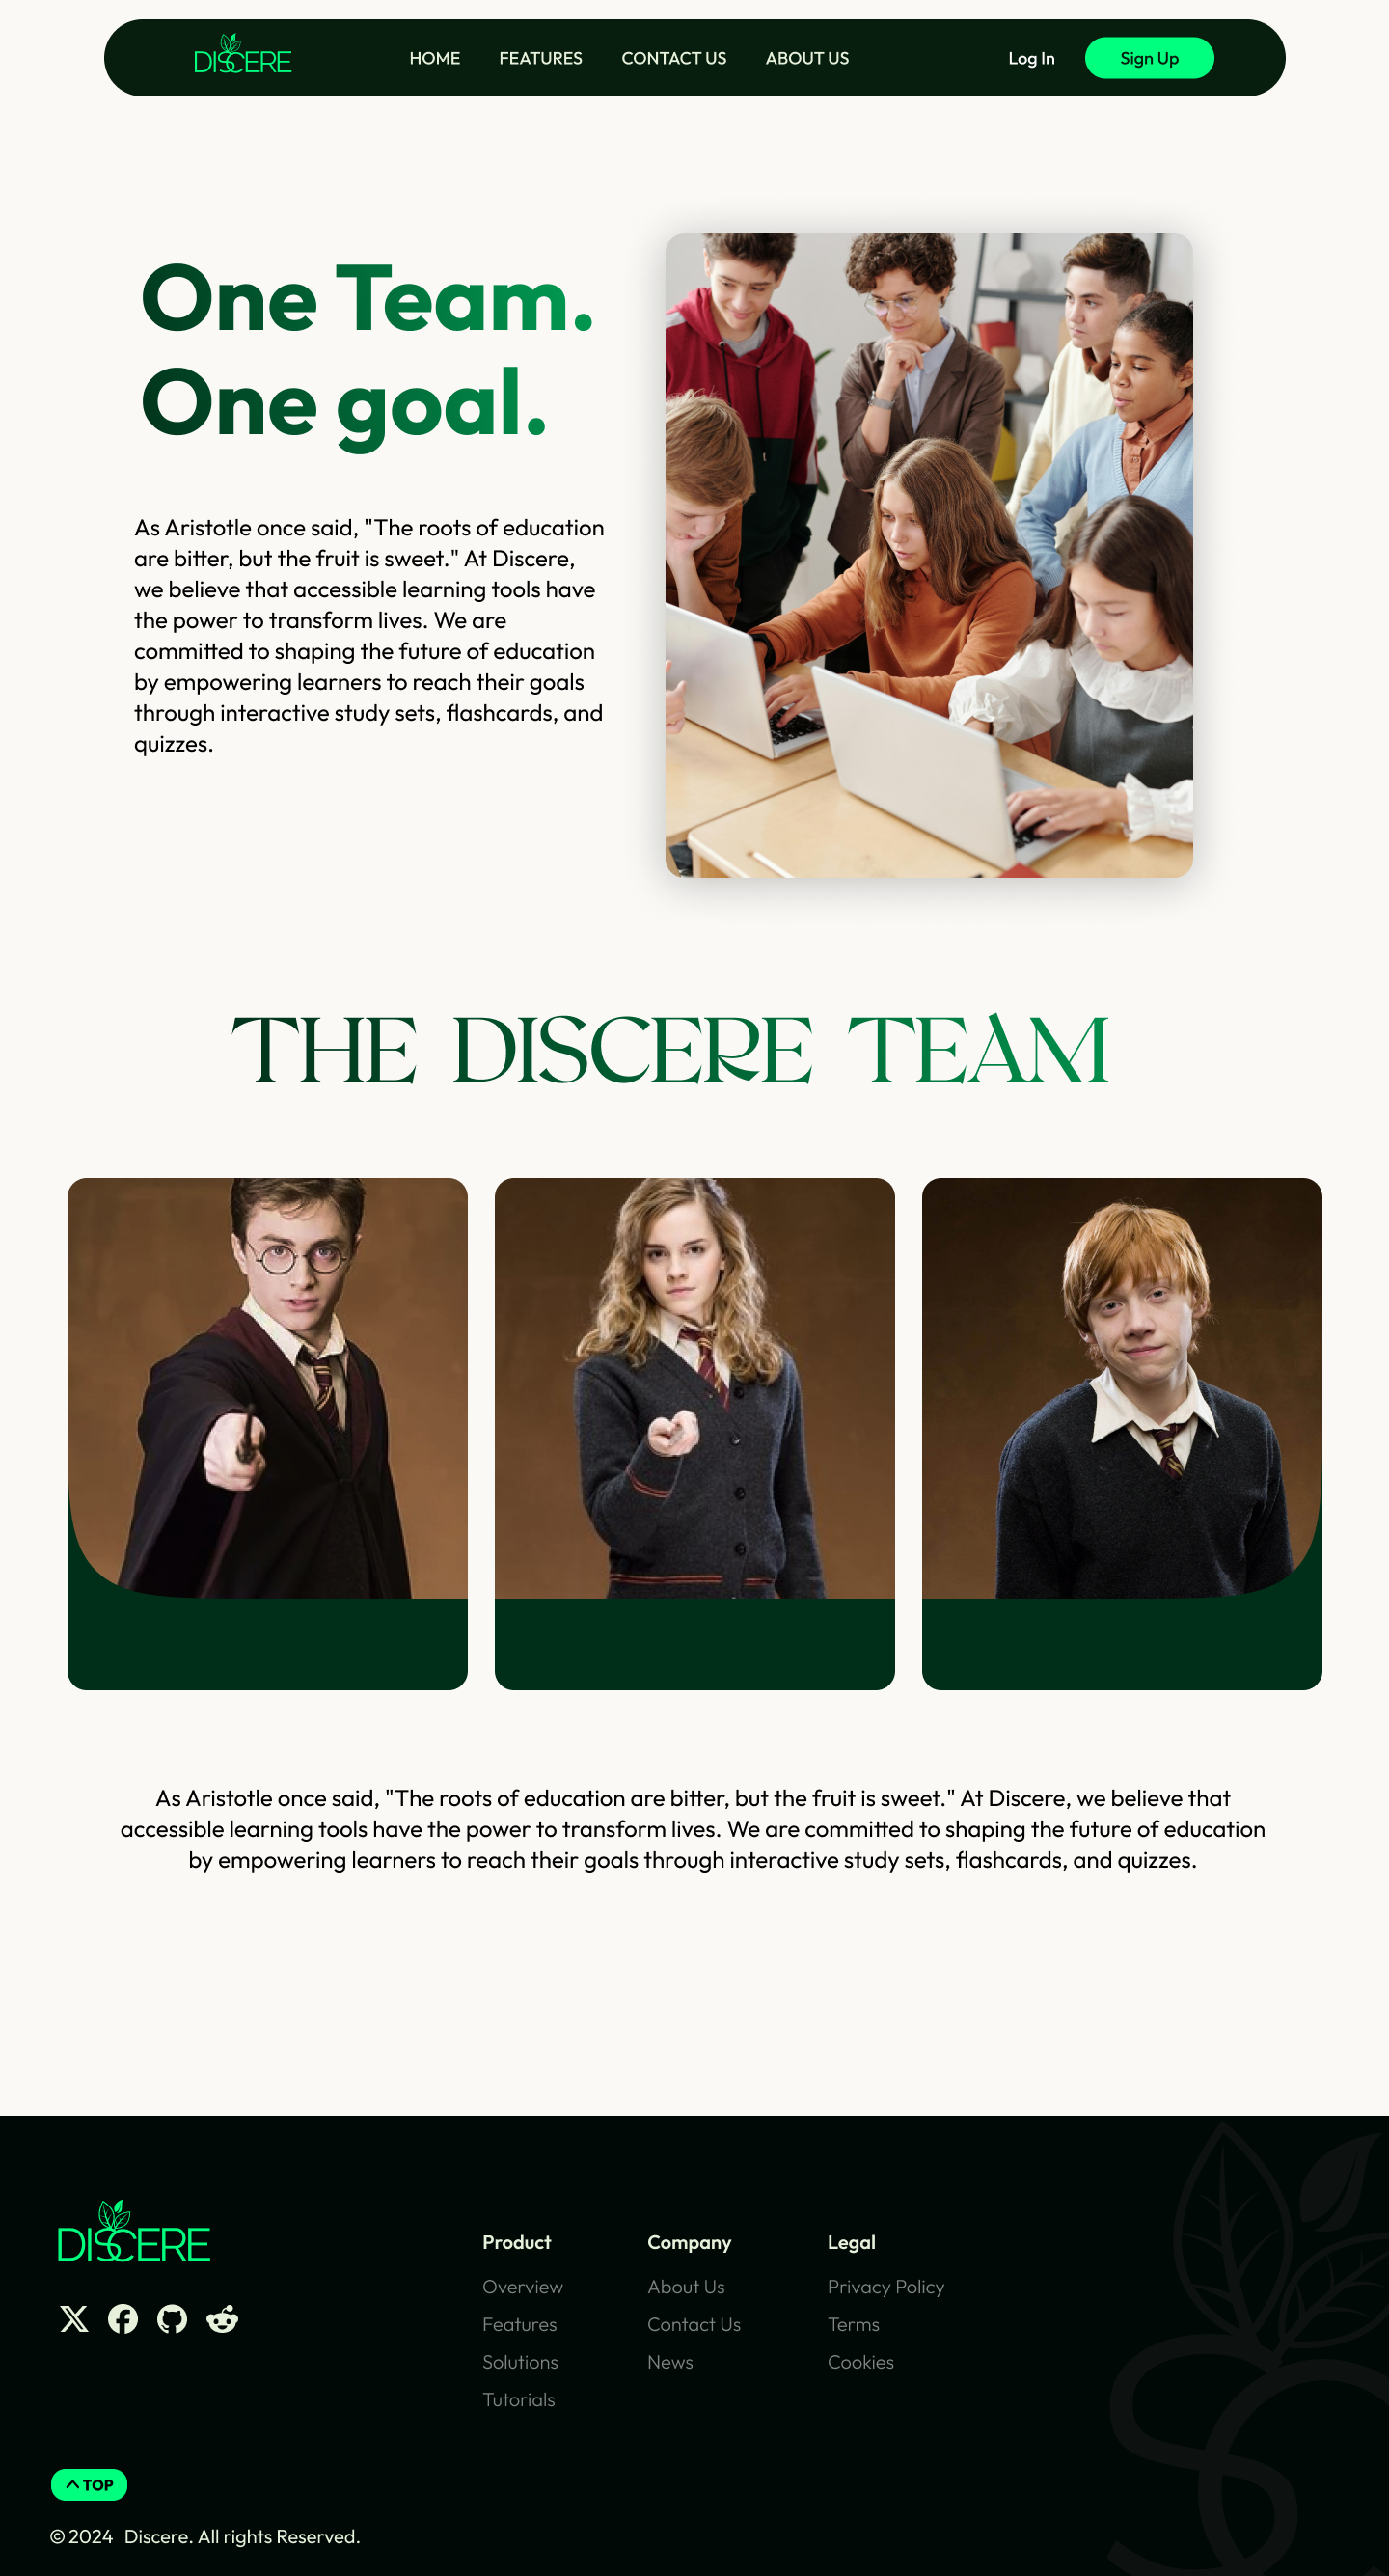 DISCERE
HOME
FEATURES
CONTACT US
ABOUT US
Log In
Sign Up
One Team.
One goal.
As Aristotle once said, "The roots of education
are bitter, but the fruit is sweet." At Discere,
we believe that accessible learning tools have
the power to transform lives. We are
committed to shaping the future of education
by empowering learners to reach their goals
through interactive study sets, flashcards, and
quizzes.
THE DISCERE TEAM
As Aristotle once said, "The roots of education are bitter, but the fruit is sweet." At Discere, we believe that
accessible learning tools have the power to transform lives. We are committed to shaping the future of education
by empowering learners to reach their goals through interactive study sets, flashcards, and quizzes.
DISCERE
Product
Overview
Features
Solutions
Tutorials
Company
About Us
Contact Us
News
Legal
Privacy Policy
Terms
Cookies
TOP
© 2024 Discere. All rights Reserved.